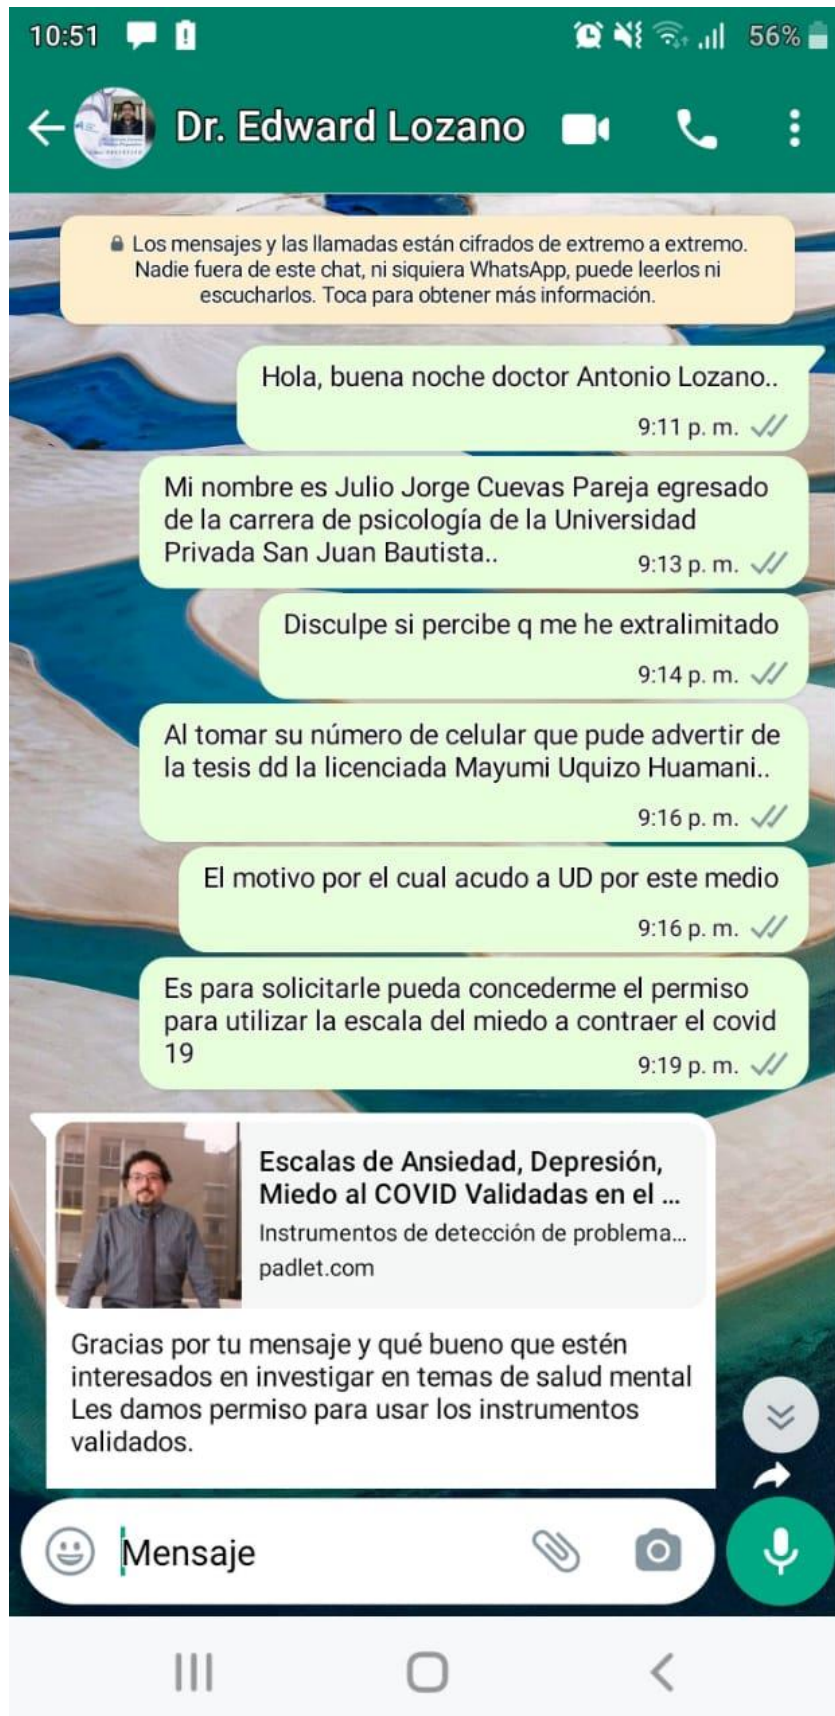 10:51
56%
Dr. Edward Lozano
Los mensajes y las llamadas están cifrados de extremo a extremo.
Nadie fuera de este chat, ni siquiera WhatsApp, puede leerlos ni
escucharlos. Toca para obtener más información.
Hola, buena noche doctor Antonio Lozano..
9:11 p. m.
Mi nombre es Julio Jorge Cuevas Pareja egresado
de la carrera de psicología de la Universidad
Privada San Juan Bautista..
9:13 p. m.
Disculpe si percibe q me he extralimitado
9:14 p. m.
Al tomar su número de celular que pude advertir de
la tesis dd la licenciada Mayumi Uquizo Huamani..
9:16 p. m.
El motivo por el cual acudo a UD por este medio
9:16 p. m.
Es para solicitarle pueda concederme el permiso
para utilizar la escala del miedo a contraer el covid
19
9:19 p. m.
Escalas de Ansiedad, Depresión,
Miedo al COVID Validadas en el ...
Instrumentos de detección de problema...
padlet.com
Gracias por tu mensaje y qué bueno que estén
interesados en investigar en temas de salud mental
Les damos permiso para usar los instrumentos
validados.
Mensaje